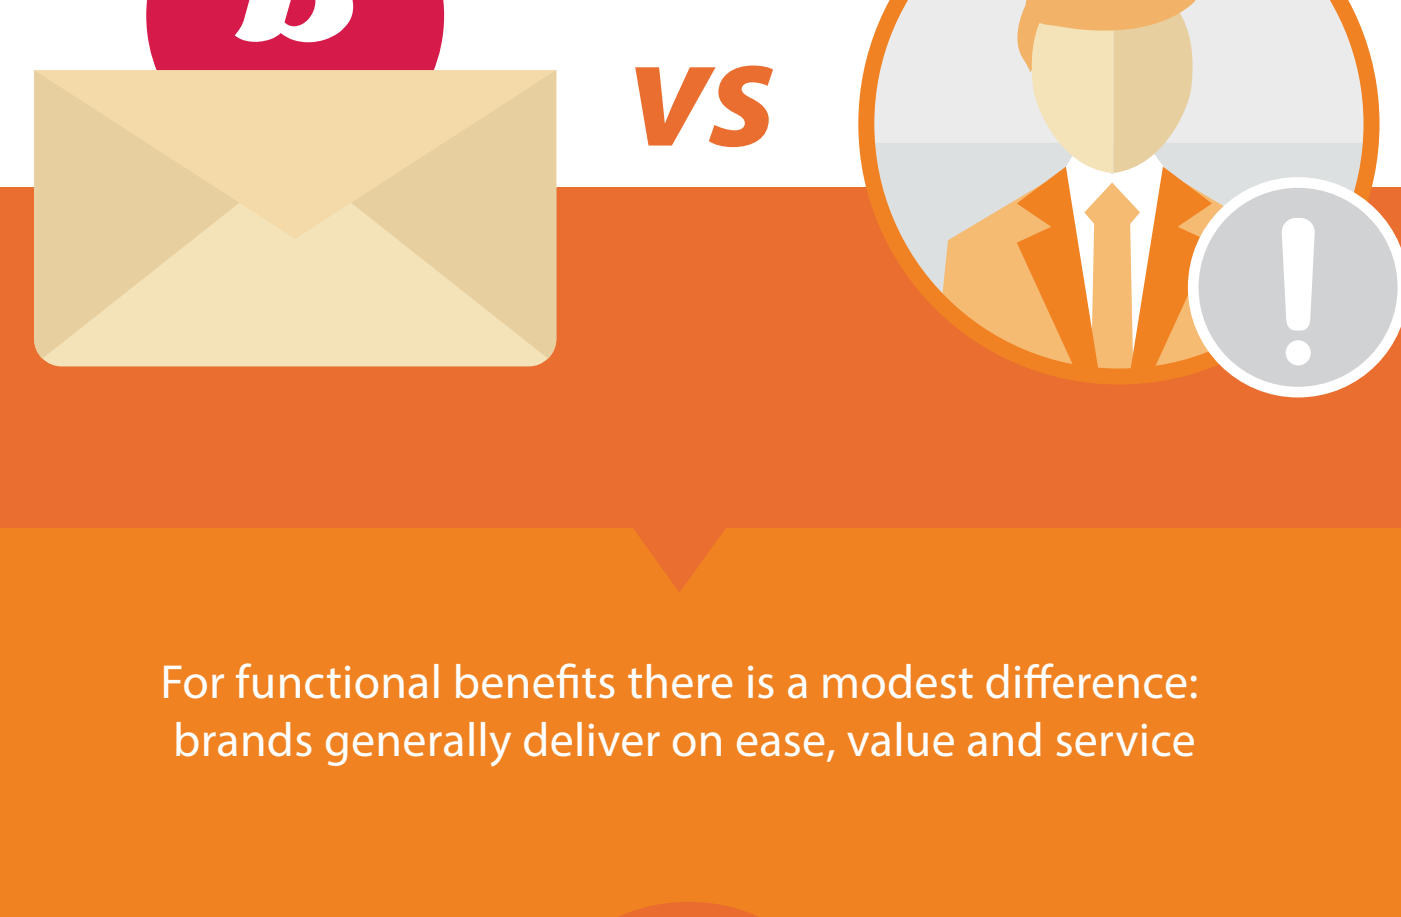 b
vs
For functional benefits there is a modest difference:
brands generally deliver on ease, value and service